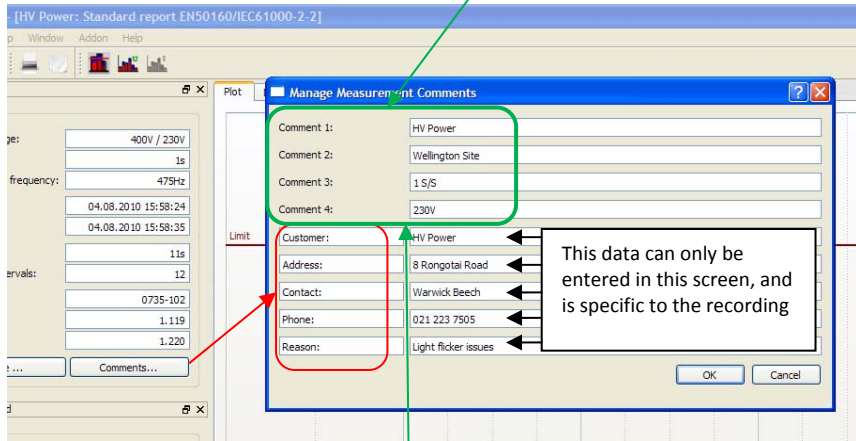 - [HV Power: Standard report EN50160/IEC61000-2-2]
p Window Addon Help
Plot
Manage Measurement Comments
ge: 400V / 230V
1s
frequency: 475Hz
04.08.2010 15:58:24
04.08.2010 15:58:35
11s
ervals: 12
0735-102
1.119
1.220
... Comments...
d
Limit
Comment 1: HV Power
Comment 2: Wellington Site
Comment 3: 1 S/S
Comment 4: 230V
Customer: HV Power
Address: 8 Rongotai Road
Contact: Warwick Beech
Phone: 021 223 7505
Reason: Light flicker issues
This data can only be
entered in this screen, and
is specific to the recording
OK Cancel